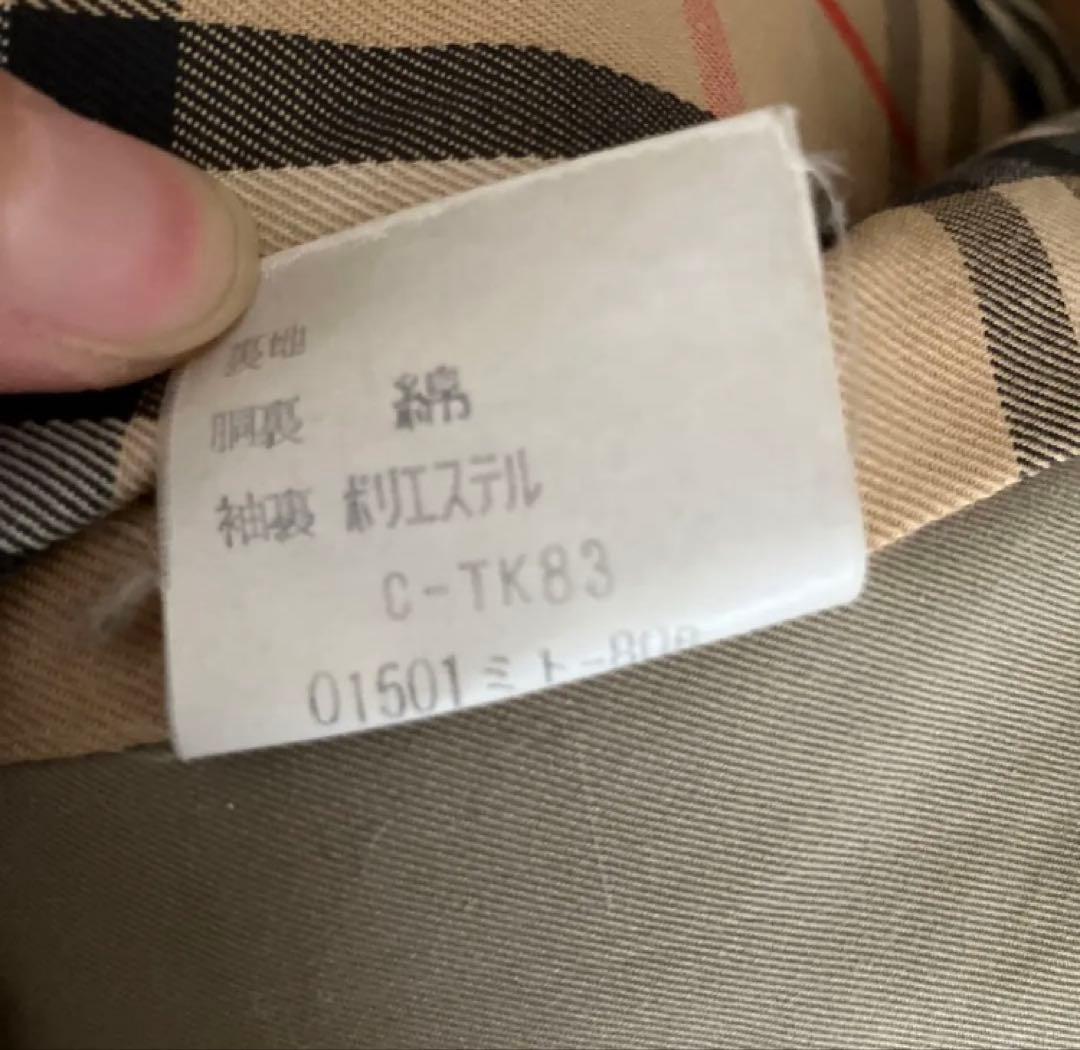 裏地
胴裏 綿
袖裏 ポリエステル
C-TK83
01501ミト-80